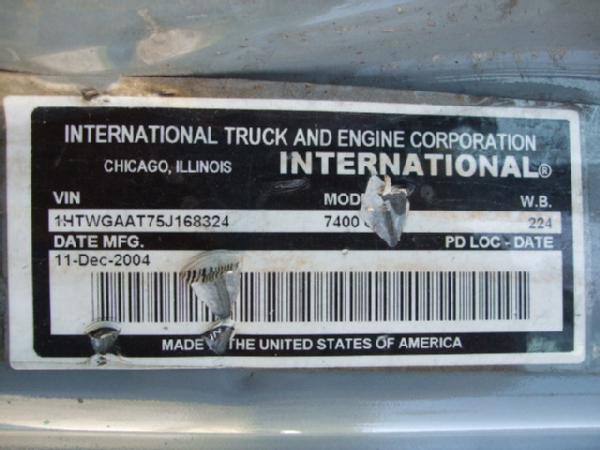 INTERNATIONAL TRUCK AND ENGINE CORPORATION
CHICAGO, ILLINOIS INTERNATIONAL®
VIN W.B.
1HTWGAAT75J168324 7400 224
DATE MFG. PD LOC - DATE
11-Dec-2004
MADE THE UNITED STATES OF AMERICA